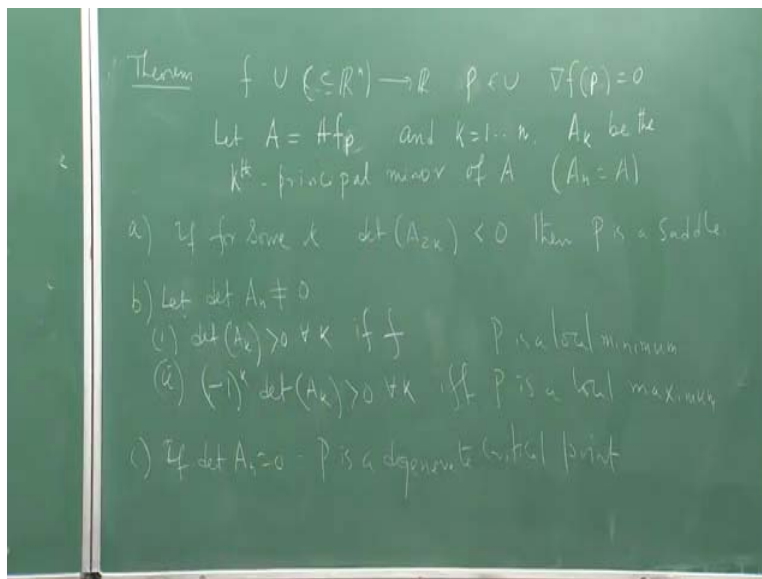 Theorem f U (⊆ ℝⁿ) → ℝ P ∈ U ∇f(P) = 0
Let A = Hf_P and K = 1 ... n, A_K be the
Kth - principal minor of A (A_n = A)
a) If for some K det(A_2K) < 0 then P is a saddle.
b) Let det A_n ≠ 0
(i) det(A_K) > 0 ∀ K iff P is a local minimum
(ii) (-1)^K det(A_K) > 0 ∀ K iff P is a local maximum
c) If det A_n = 0 - P is a degenerate critical point